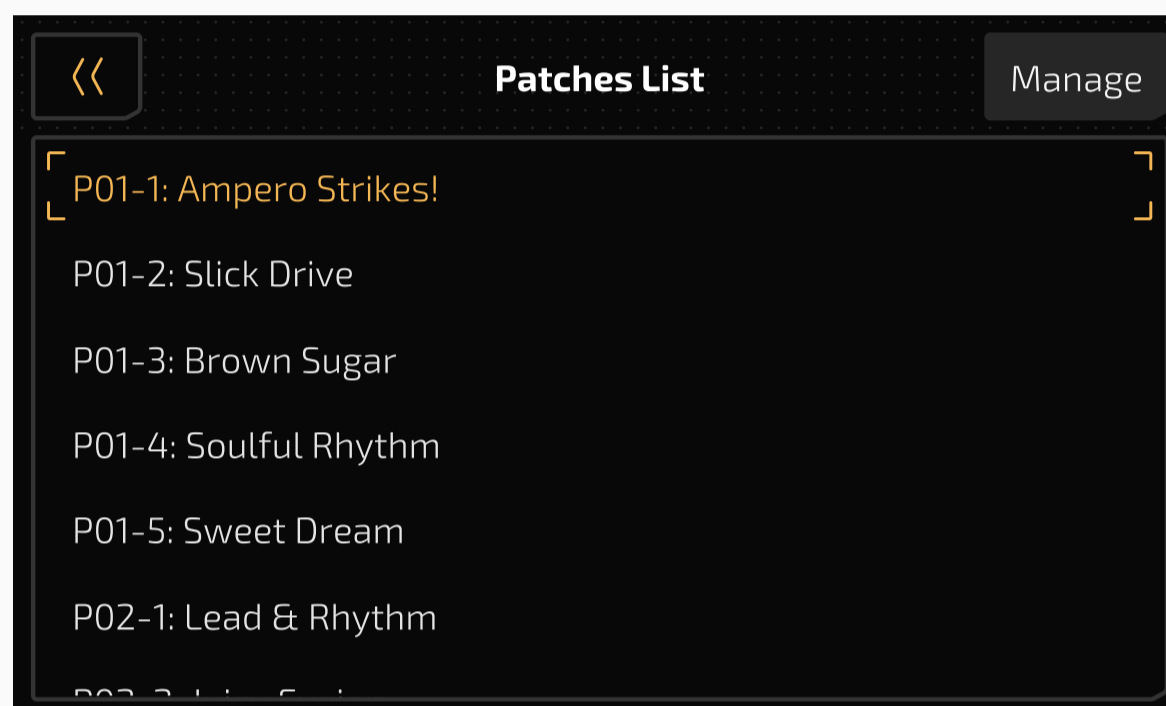 Patches List
Manage
P01-1: Ampero Strikes!
P01-2: Slick Drive
P01-3: Brown Sugar
P01-4: Soulful Rhythm
P01-5: Sweet Dream
P02-1: Lead & Rhythm